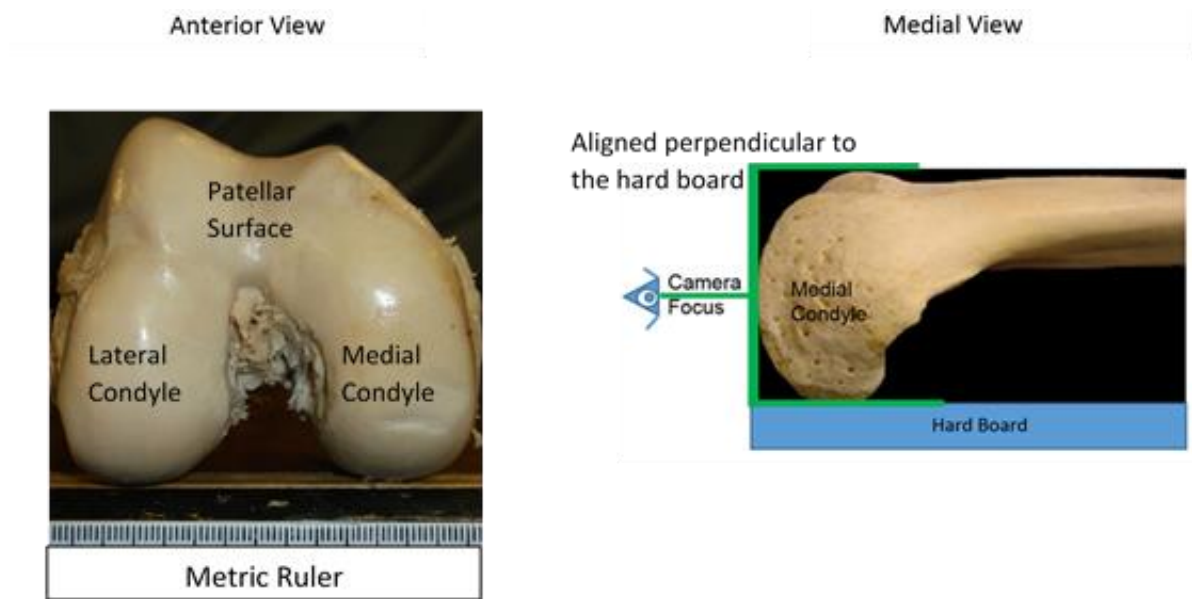 Anterior View
Medial View
Patellar
Surface
Lateral
Condyle
Medial
Condyle
Metric Ruler
Aligned perpendicular to
the hard board
Camera
Focus
Medial
Condyle
Hard Board